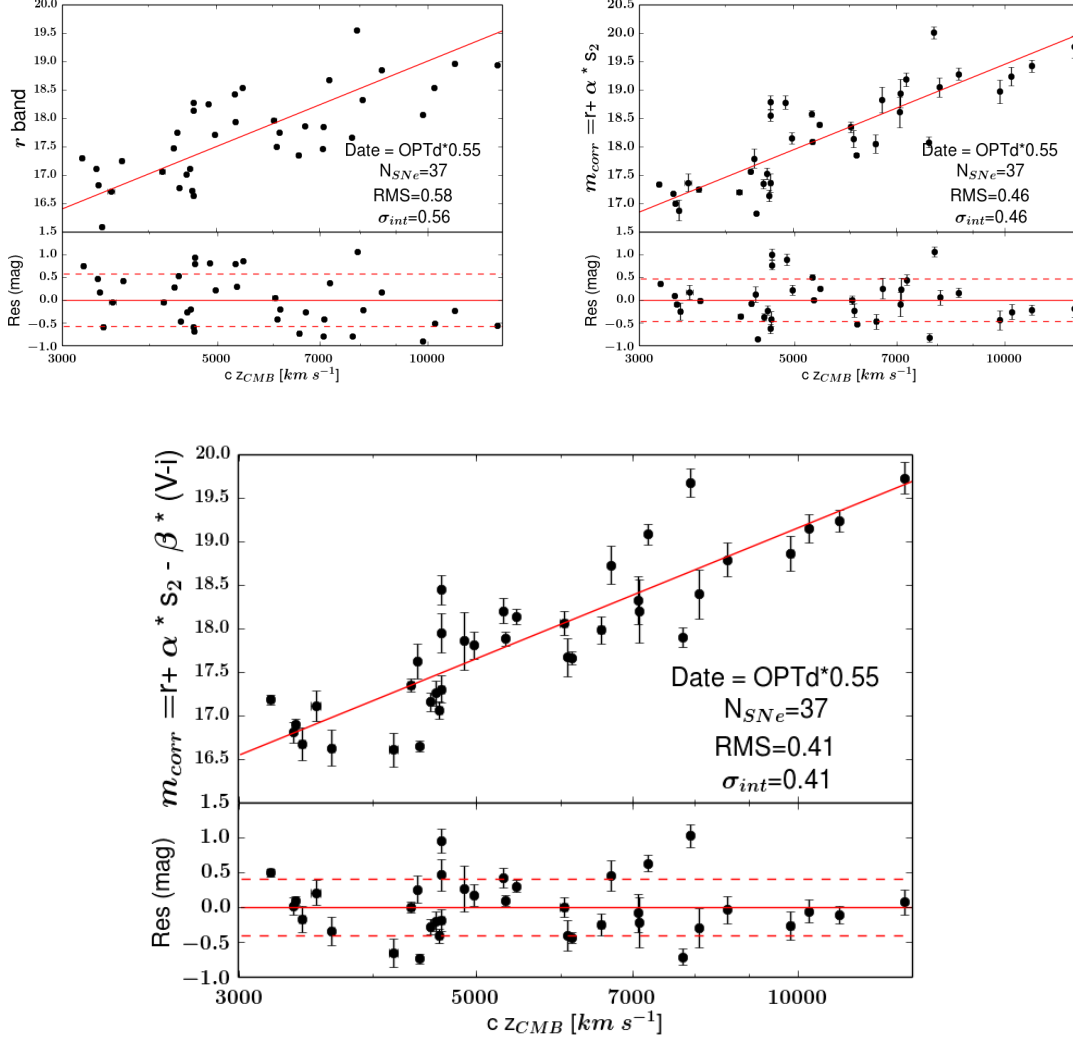 20.0
19.5
19.0
18.5
18.0
17.5
17.0
16.5
1.5
r band
Date = OPTd*0.55
N_SNe=37
RMS=0.58
σ_int=0.56
1.0
0.5
0.0
−0.5
−1.0
Res (mag)
3000 5000 7000 10000
c z_CMB [km s⁻¹]
20.5
20.0
19.5
19.0
18.5
18.0
17.5
17.0
1.5
m_corr =r+ α * s₂
Date = OPTd*0.55
N_SNe=37
RMS=0.46
σ_int=0.46
1.0
0.5
0.0
−0.5
−1.0
Res (mag)
3000 5000 7000 10000
c z_CMB [km s⁻¹]
20.0
19.5
19.0
18.5
18.0
17.5
17.0
16.5
1.5
m_corr =r+ α * s₂ - β * (V-i)
Date = OPTd*0.55
N_SNe=37
RMS=0.41
σ_int=0.41
1.0
0.5
0.0
−0.5
−1.0
Res (mag)
3000 5000 7000 10000
c z_CMB [km s⁻¹]